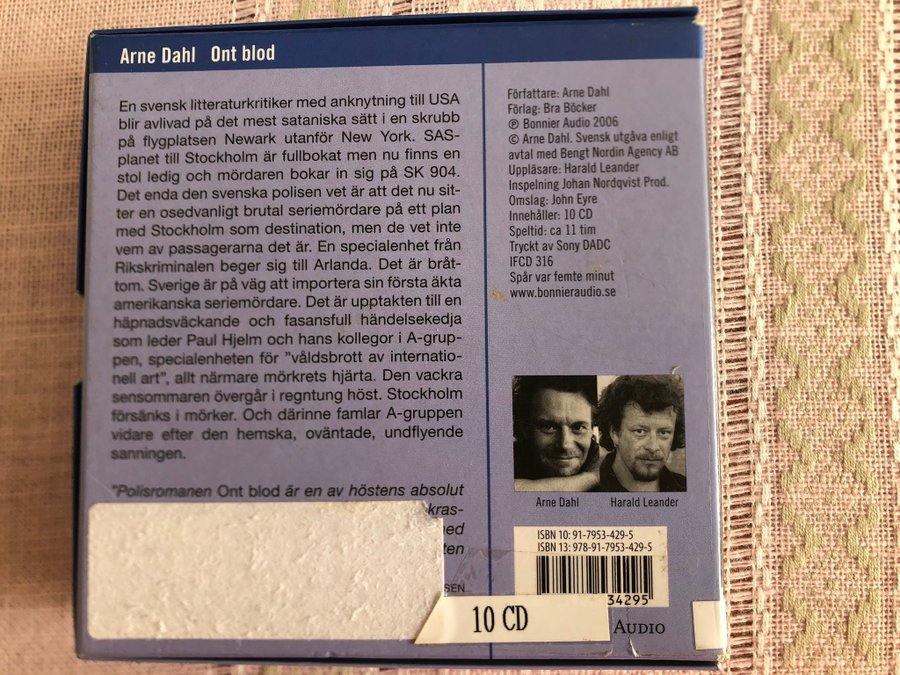 Arne Dahl Ont blod
En svensk litteraturkritiker med anknytning till USA
blir avlivad på det mest sataniska sätt i en skrubb
på flygplatsen Newark utanför New York. SAS-
planet till Stockholm är fullbokat men nu finns en
stol ledig och mördaren bokar in sig på SK 904.
Det enda den svenska polisen vet är att det nu sit-
ter en osedvanligt brutal seriemördare på ett plan
med Stockholm som destination, men de vet inte
vem av passagerarna det är. En specialenhet från
Rikskriminalen beger sig till Arlanda. Det är bråt-
tom. Sverige är på väg att importera sin första äkta
amerikanska seriemördare. Det är upptakten till en
häpnadsväckande och fasansfull händelsekedja
som leder Paul Hjelm och hans kollegor i A-grup-
pen, specialenheten för ”våldsbrott av internatio-
nell art”, allt närmare mörkrets hjärta. Den vackra
sensommaren övergår i regntung höst. Stockholm
försänks i mörker. Och därinne famlar A-gruppen
vidare efter den hemska, oväntade, undflyende
sanningen.
”Polisromanen Ont blod är en av höstens absolut
kras-
med
ten
SEN
Författare: Arne Dahl
Förlag: Bra Böcker
℗ Bonnier Audio 2006
© Arne Dahl. Svensk utgåva enligt
avtal med Bengt Nordin Agency AB
Uppläsare: Harald Leander
Inspelning Johan Nordqvist Prod.
Omslag: John Eyre
Innehåller: 10 CD
Speltid: ca 11 tim
Tryckt av Sony DADC
IFCD 316
Spår var femte minut
www.bonnieraudio.se
Arne Dahl Harald Leander
ISBN 10: 91-7953-429-5
ISBN 13: 978-91-7953-429-5
34295
10 CD
AUDIO